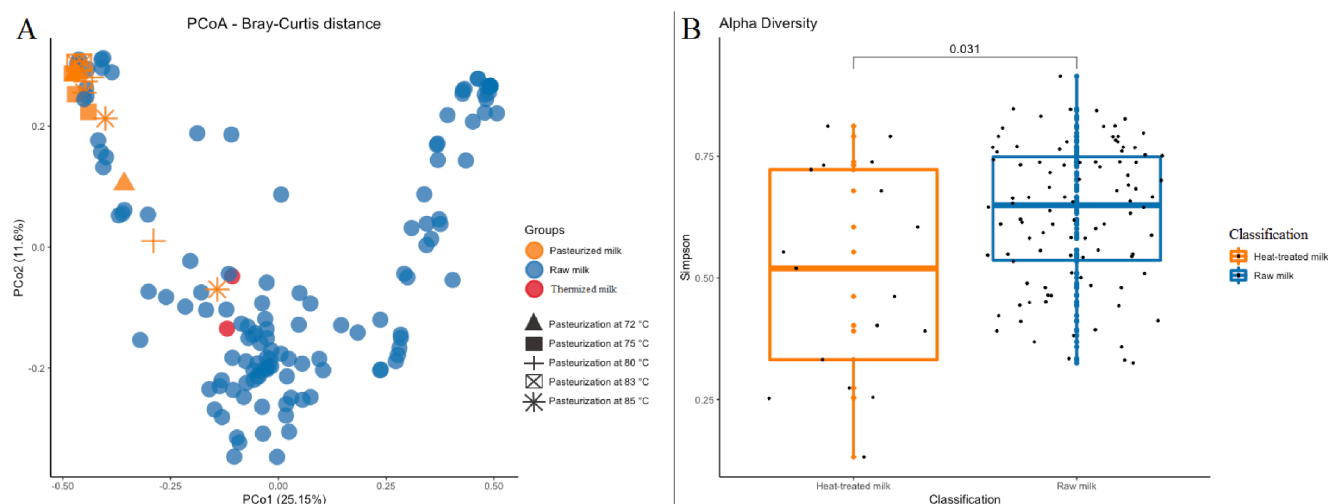 A
PCoA - Bray-Curtis distance
PCo2 (11.6%)
0.2
0.0
-0.2
-0.50
-0.25
0.00
0.25
0.50
PCo1 (25.15%)
Groups
Pasteurized milk
Raw milk
Thermized milk
Pasteurization at 72 °C
Pasteurization at 75 °C
Pasteurization at 80 °C
Pasteurization at 83 °C
Pasteurization at 85 °C
B
Alpha Diversity
0.031
Simpson
0.75
0.50
0.25
Heat-treated milk
Raw milk
Classification
Classification
Heat-treated milk
Raw milk